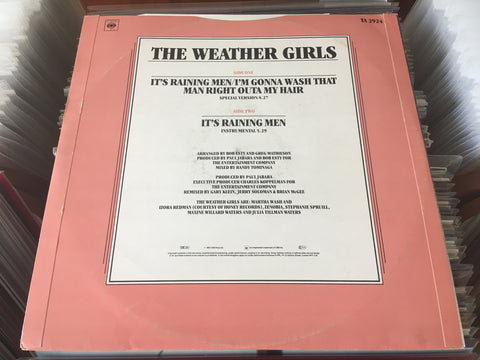 TA 2924
THE WEATHER GIRLS
SIDE ONE
IT'S RAINING MEN/I'M GONNA WASH THAT
MAN RIGHT OUTA MY HAIR
SPECIAL VERSION 8.27
SIDE TWO
IT'S RAINING MEN
INSTRUMENTAL 5.29
ARRANGED BY BOB ESTY AND GREG MATHIESON
PRODUCED BY PAUL JABARA AND BOB ESTY FOR
THE ENTERTAINMENT COMPANY
MIXED BY RANDY TOMINAGA
PRODUCED BY PAUL JABARA
EXECUTIVE PRODUCER CHARLES KOPPELMAN FOR
THE ENTERTAINMENT COMPANY
REMIXED BY GARY KLEIN, JERRY SOLOMAN & BRIAN McGEE
THE WEATHER GIRLS ARE: MARTHA WASH AND
IZORA REDMAN (COURTESY OF HONEY RECORDS), ZENOBIA, STEPHANIE SPRUILL,
MAXINE WILLARD WATERS AND JULIA TILLMAN WATERS